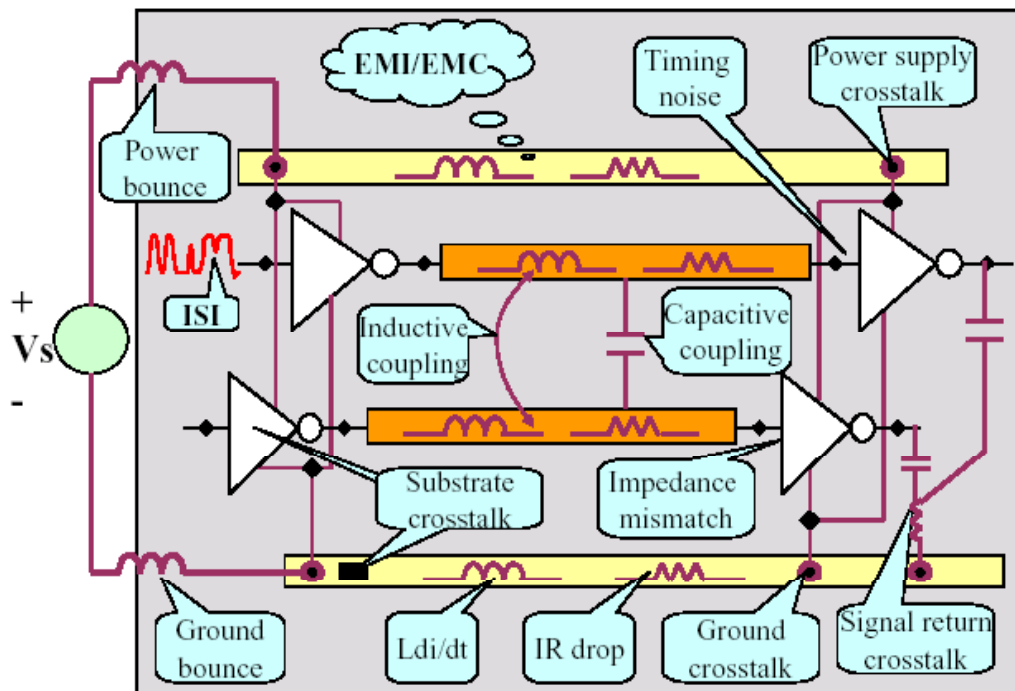 EMI/EMC
Timing
noise
Power supply
crosstalk
Power
bounce
ISI
+
Vs
-
Inductive
coupling
Capacitive
coupling
Substrate
crosstalk
Impedance
mismatch
Ground
bounce
Ldi/dt
IR drop
Ground
crosstalk
Signal return
crosstalk